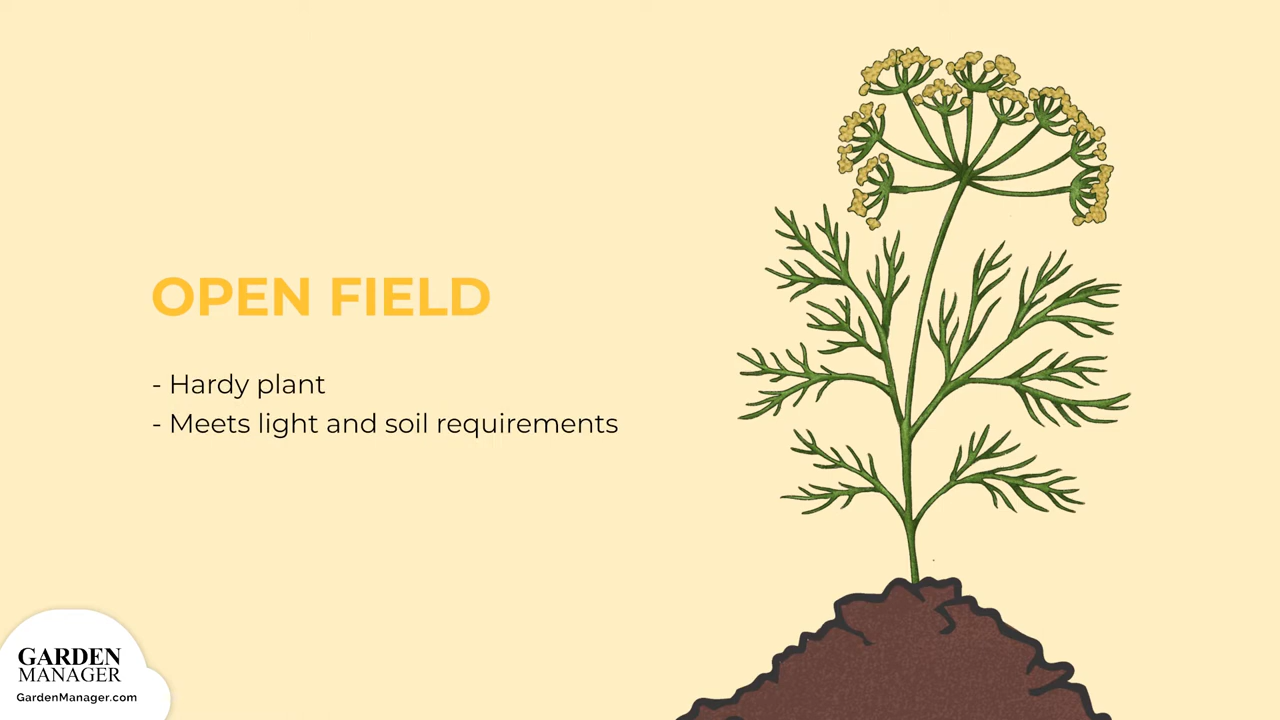 OPEN FIELD
- Hardy plant
- Meets light and soil requirements
GARDEN
MANAGER
GardenManager.com